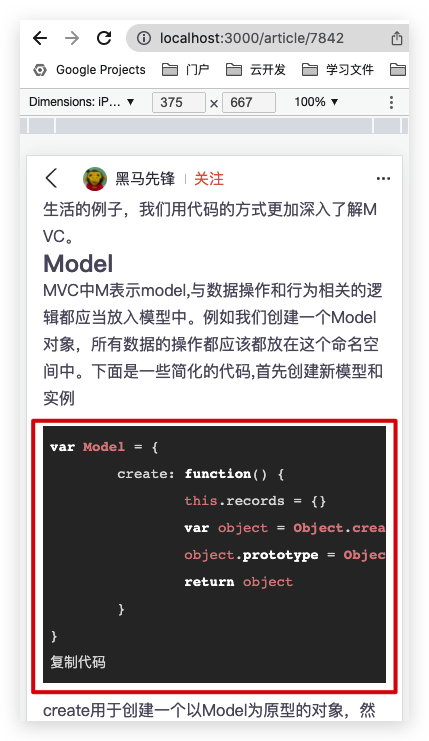 localhost:3000/article/7842
Google Projects 门户 云开发 学习文件
Dimensions: iP... ▼ 375 × 667 100% ▼
黑马先锋 | 关注
生活的例子，我们用代码的方式更加深入了解M
VC。
Model
MVC中M表示model,与数据操作和行为相关的逻
辑都应当放入模型中。例如我们创建一个Model
对象，所有数据的操作都应该都放在这个命名空
间中。下面是一些简化的代码,首先创建新模型和
实例
var Model = {
create: function() {
this.records = {}
var object = Object.crea
object.prototype = Objec
return object
}
}
复制代码
create用于创建一个以Model为原型的对象，然